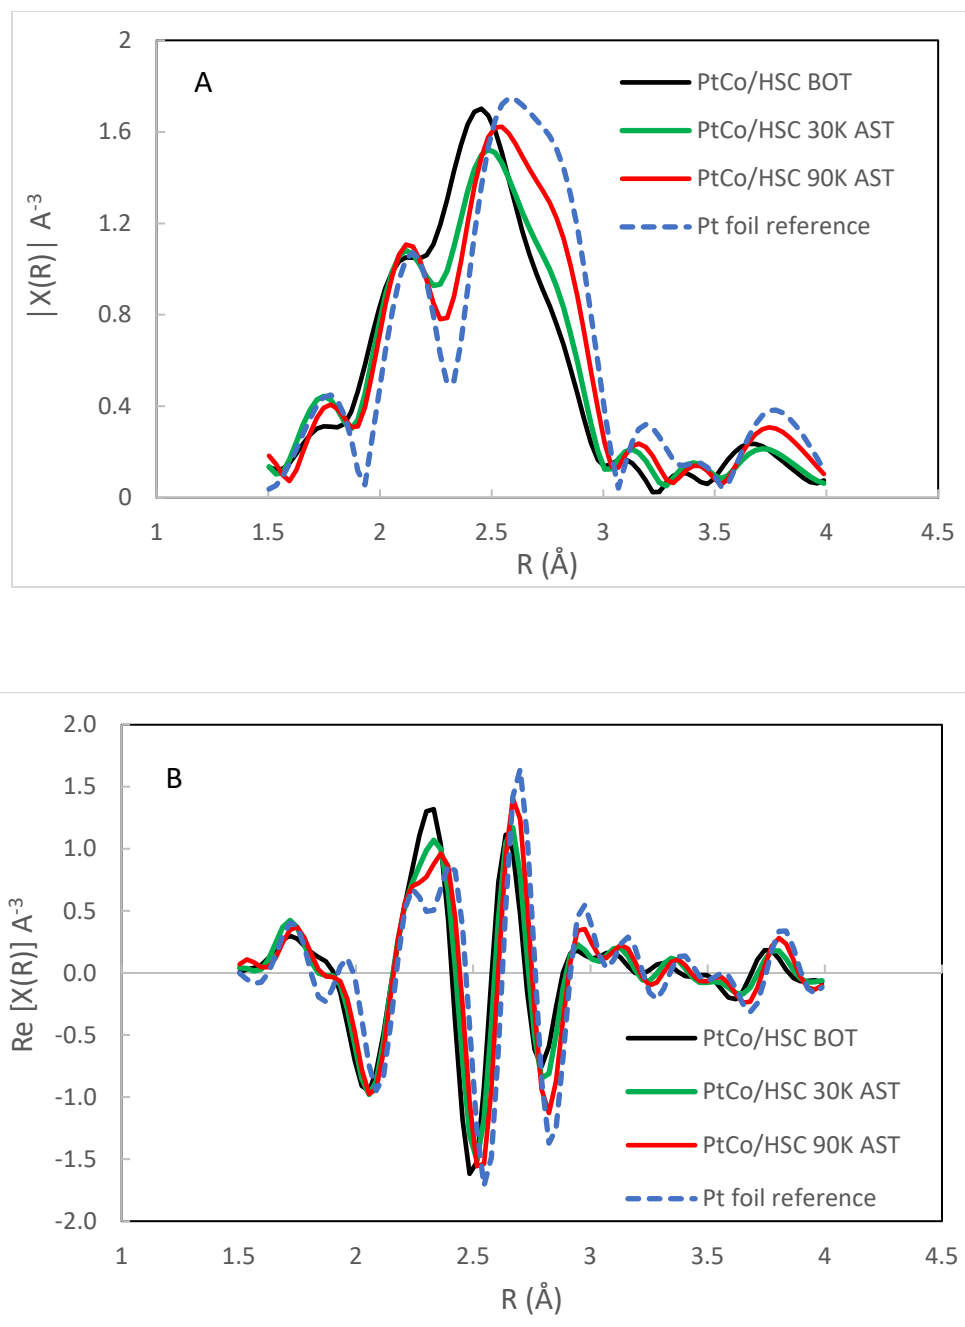 A
2
1.6
1.2
0.8
0.4
0
PtCo/HSC BOT
PtCo/HSC 30K AST
PtCo/HSC 90K AST
Pt foil reference
|X(R)| A⁻³
1 1.5 2 2.5 3 3.5 4 4.5
R (Å)
B
2.0
1.5
1.0
0.5
0.0
-0.5
-1.0
-1.5
-2.0
Re [X(R)] A⁻³
PtCo/HSC BOT
PtCo/HSC 30K AST
PtCo/HSC 90K AST
Pt foil reference
1 1.5 2 2.5 3 3.5 4 4.5
R (Å)